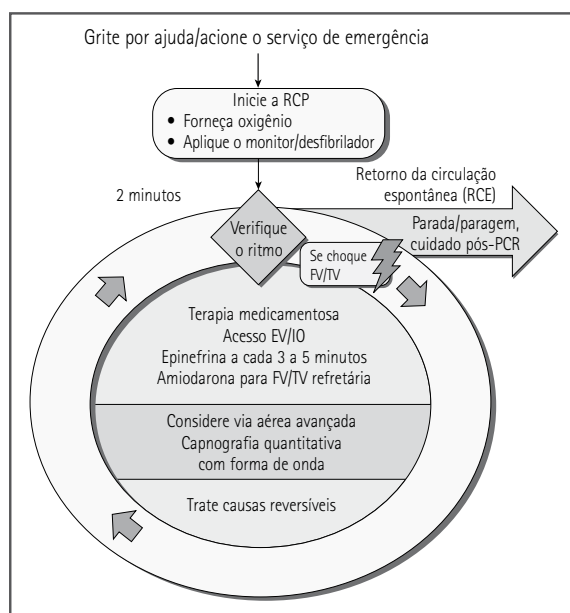 Grite por ajuda/acione o serviço de emergência
Inicie a RCP
• Forneça oxigênio
• Aplique o monitor/desfibrilador
2 minutos
Retorno da circulação
espontânea (RCE)
Verifique
o ritmo
Parada/paragem,
cuidado pós-PCR
Se choque
FV/TV
Terapia medicamentosa
Acesso EV/IO
Epinefrina a cada 3 a 5 minutos
Amiodarona para FV/TV refretária
Considere via aérea avançada
Capnografia quantitativa
com forma de onda
Trate causas reversíveis